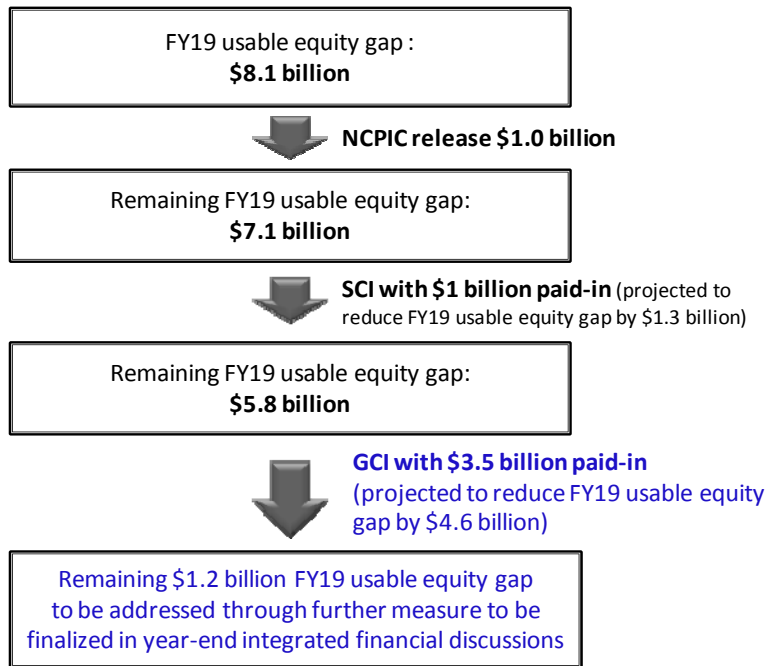 FY19 usable equity gap :
$8.1 billion
NCPIC release $1.0 billion
Remaining FY19 usable equity gap:
$7.1 billion
SCI with $1 billion paid-in (projected to
reduce FY19 usable equity gap by $1.3 billion)
Remaining FY19 usable equity gap:
$5.8 billion
GCI with $3.5 billion paid-in
(projected to reduce FY19 usable equity
gap by $4.6 billion)
Remaining $1.2 billion FY19 usable equity gap
to be addressed through further measure to be
finalized in year-end integrated financial discussions